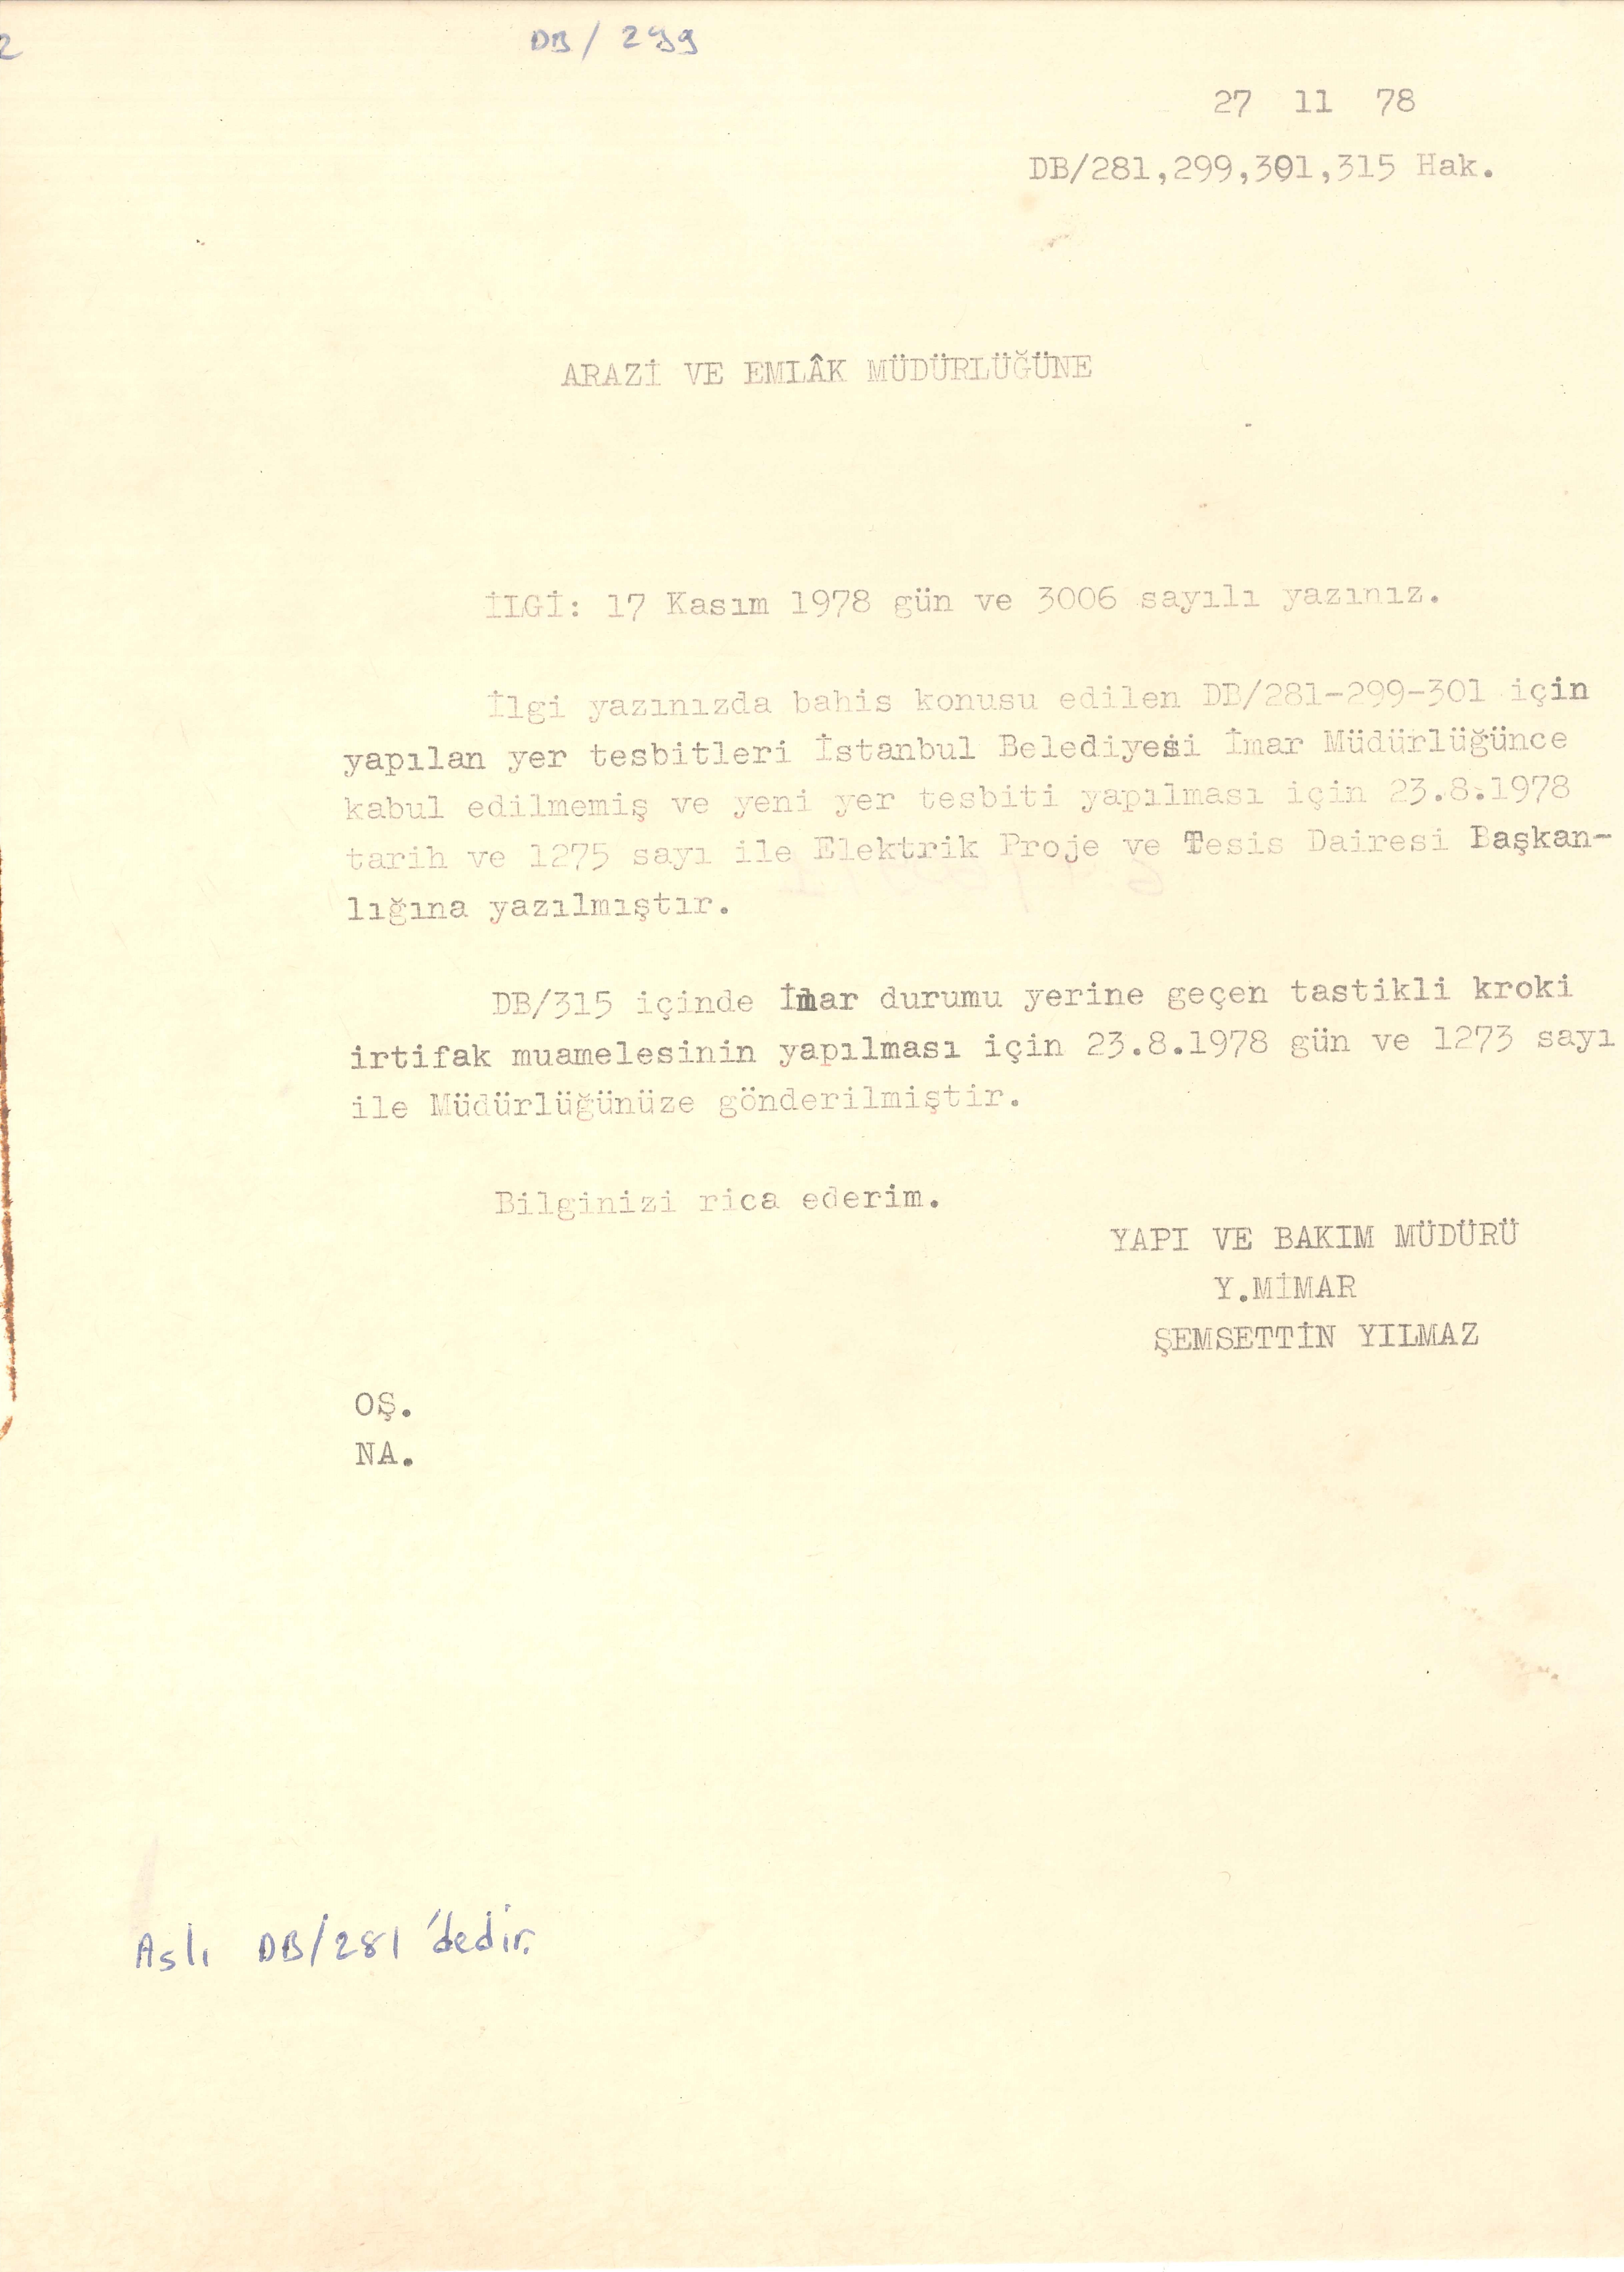 2
DB/299
27 11 78
DB/281,299,301,315 Hak.
ARAZİ VE EMLÂK MÜDÜRLÜĞÜNE
İLGİ: 17 Kasım 1978 gün ve 3006 sayılı yazınız.
İlgi yazınızda bahis konusu edilen DB/281-299-301 için
yapılan yer tesbitleri İstanbul Belediyesi İmar Müdürlüğünce
kabul edilmemiş ve yeni yer tesbiti yapılması için 23.8.1978
tarih ve 1275 sayı ile Elektrik Proje ve Tesis Dairesi Başkan-
lığına yazılmıştır.
DB/315 içinde İmar durumu yerine geçen tastikli kroki
irtifak muamelesinin yapılması için 23.8.1978 gün ve 1273 sayı
ile Müdürlüğünüze gönderilmiştir.
Bilginizi rica ederim.
YAPI VE BAKIM MÜDÜRÜ
Y.MİMAR
ŞEMSETTİN YILMAZ
OŞ.
NA.
Aslı DB/281 'dedir.